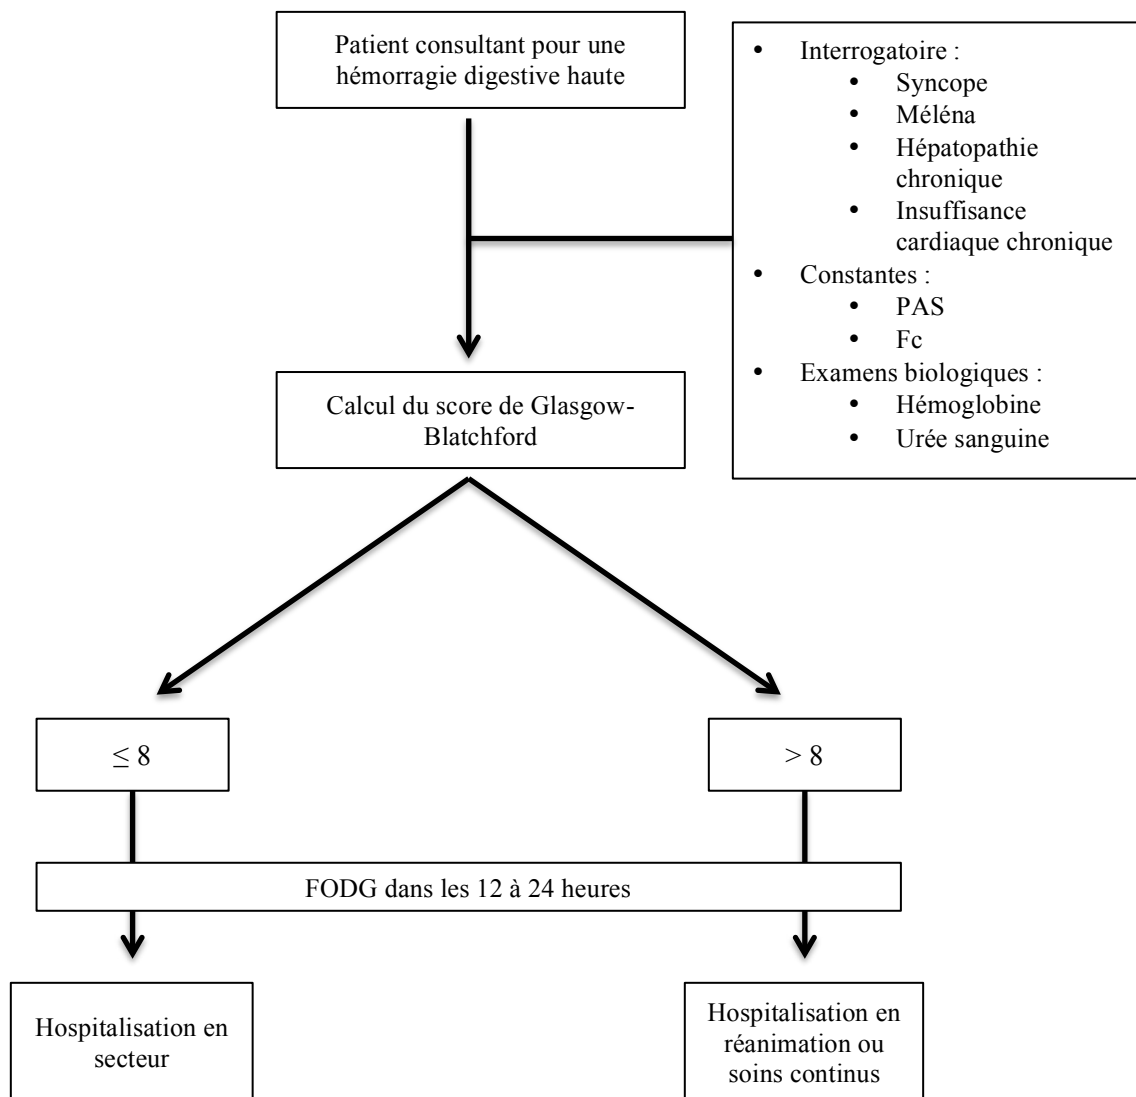 Patient consultant pour une
hémorragie digestive haute
• Interrogatoire :
• Syncope
• Méléna
• Hépatopathie
chronique
• Insuffisance
cardiaque chronique
• Constantes :
• PAS
• Fc
• Examens biologiques :
• Hémoglobine
• Urée sanguine
Calcul du score de Glasgow-
Blatchford
≤ 8
> 8
FODG dans les 12 à 24 heures
Hospitalisation en
secteur
Hospitalisation en
réanimation ou
soins continus